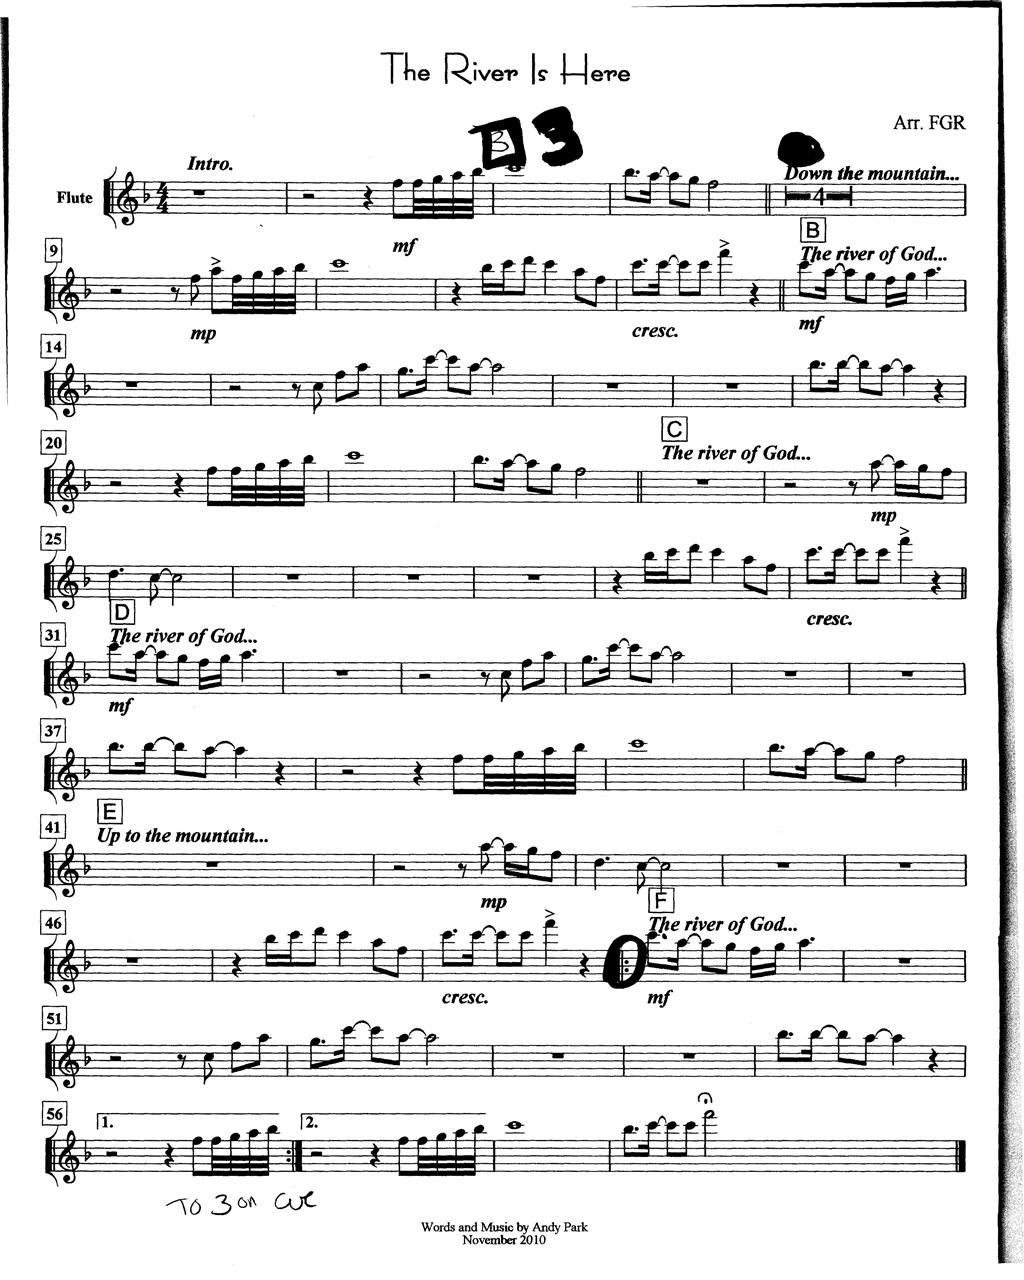 The River Is Here
Arr. FGR
B 3
Intro.
Down the mountain...
Flute
4
4
4
mf
9
B
The river of God...
mp
cresc.
mf
14
20
C
The river of God...
mp
25
cresc.
D
31
The river of God...
mf
37
E
41
Up to the mountain...
mp
46
F
The river of God...
cresc.
mf
51
56
1.
2.
TO 3 on cue
Words and Music by Andy Park
November 2010